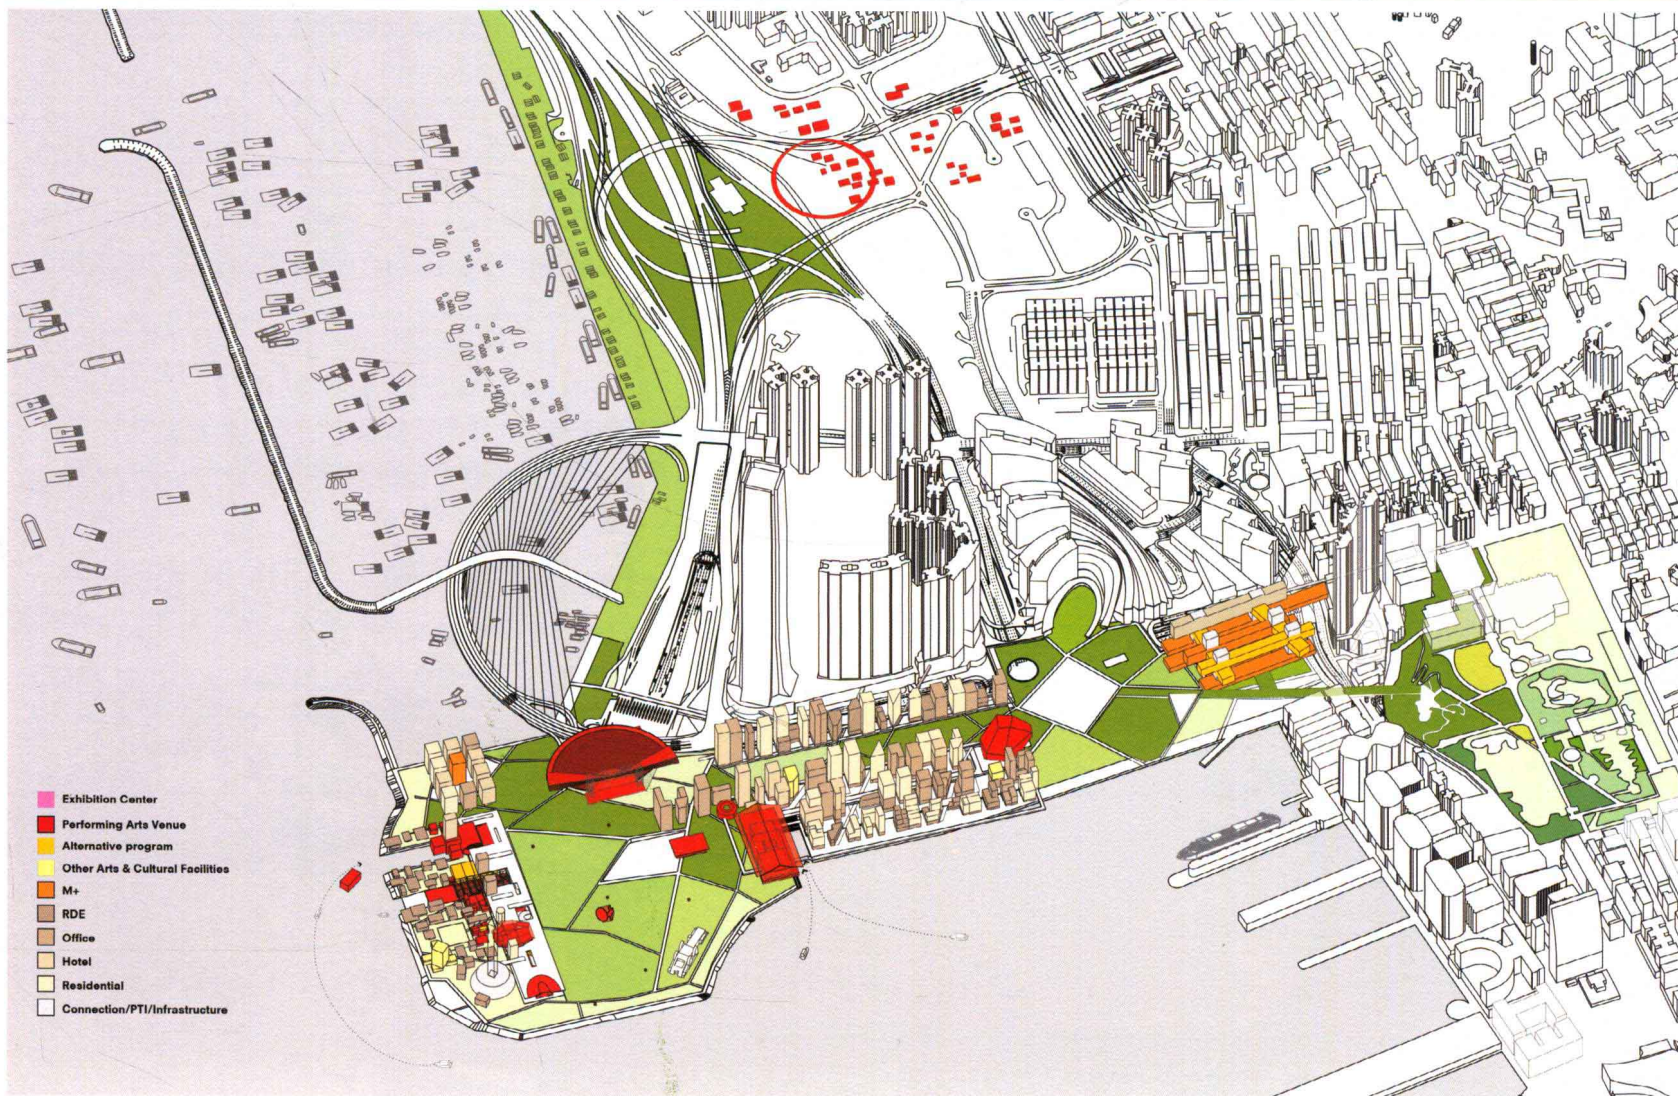 Exhibition Center
Performing Arts Venue
Alternative program
Other Arts & Cultural Facilities
M+
RDE
Office
Hotel
Residential
Connection/PTI/Infrastructure